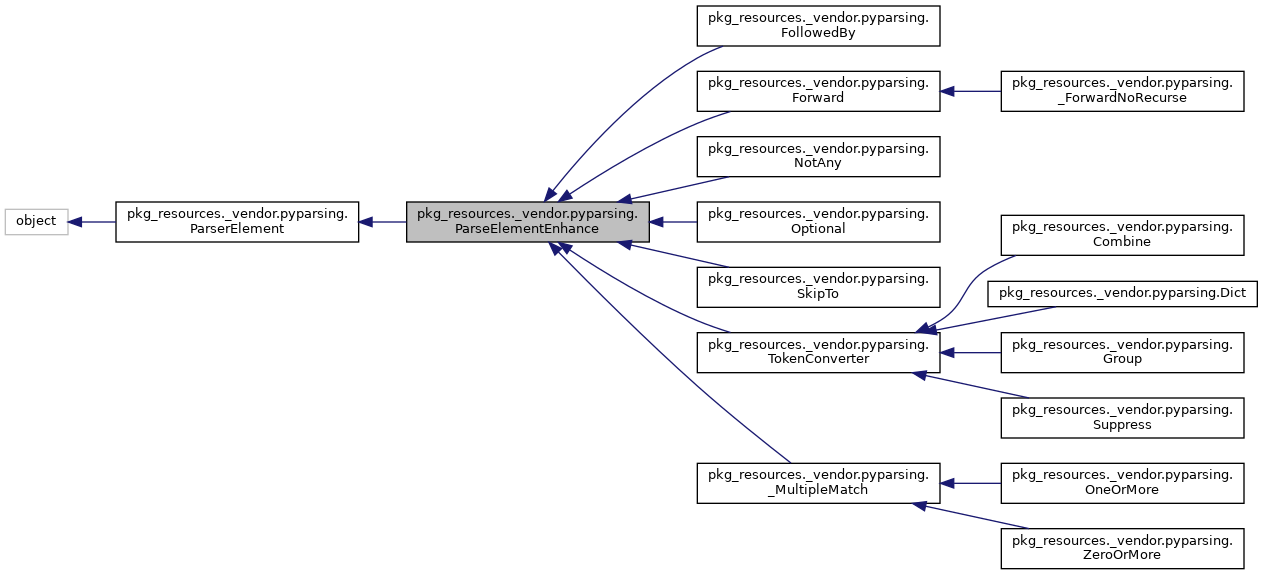 object
pkg_resources._vendor.pyparsing.
ParserElement
pkg_resources._vendor.pyparsing.
ParseElementEnhance
pkg_resources._vendor.pyparsing.
FollowedBy
pkg_resources._vendor.pyparsing.
Forward
pkg_resources._vendor.pyparsing.
NotAny
pkg_resources._vendor.pyparsing.
Optional
pkg_resources._vendor.pyparsing.
SkipTo
pkg_resources._vendor.pyparsing.
TokenConverter
pkg_resources._vendor.pyparsing.
_MultipleMatch
pkg_resources._vendor.pyparsing.
_ForwardNoRecurse
pkg_resources._vendor.pyparsing.
Combine
pkg_resources._vendor.pyparsing.Dict
pkg_resources._vendor.pyparsing.
Group
pkg_resources._vendor.pyparsing.
Suppress
pkg_resources._vendor.pyparsing.
OneOrMore
pkg_resources._vendor.pyparsing.
ZeroOrMore